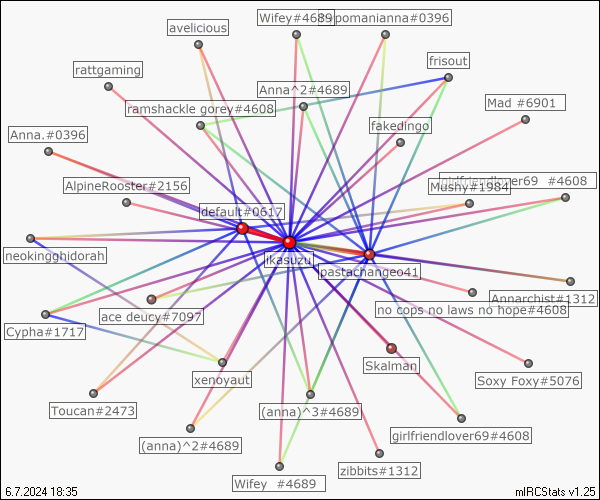 Wifey#4689
pomanianna#0396
avelicious
frisout
rattgaming
Anna^2#4689
Mad #6901
ramshackle gorey#4608
fakedingo
Anna.#0396
girlfriendlover69 #4608
AlpineRooster#2156
Mushy#1984
default#0617
neokingghidorah
ikasuzu
pastachangeo41
Annarchist#1312
ace deucy#7097
no cops no laws no hope#4608
Cypha#1717
Skalman
xenoyaut
Soxy Foxy#5076
Toucan#2473
(anna)^3#4689
girlfriendlover69#4608
(anna)^2#4689
zibbits#1312
Wifey #4689
6.7.2024 18:35
mIRCStats v1.25